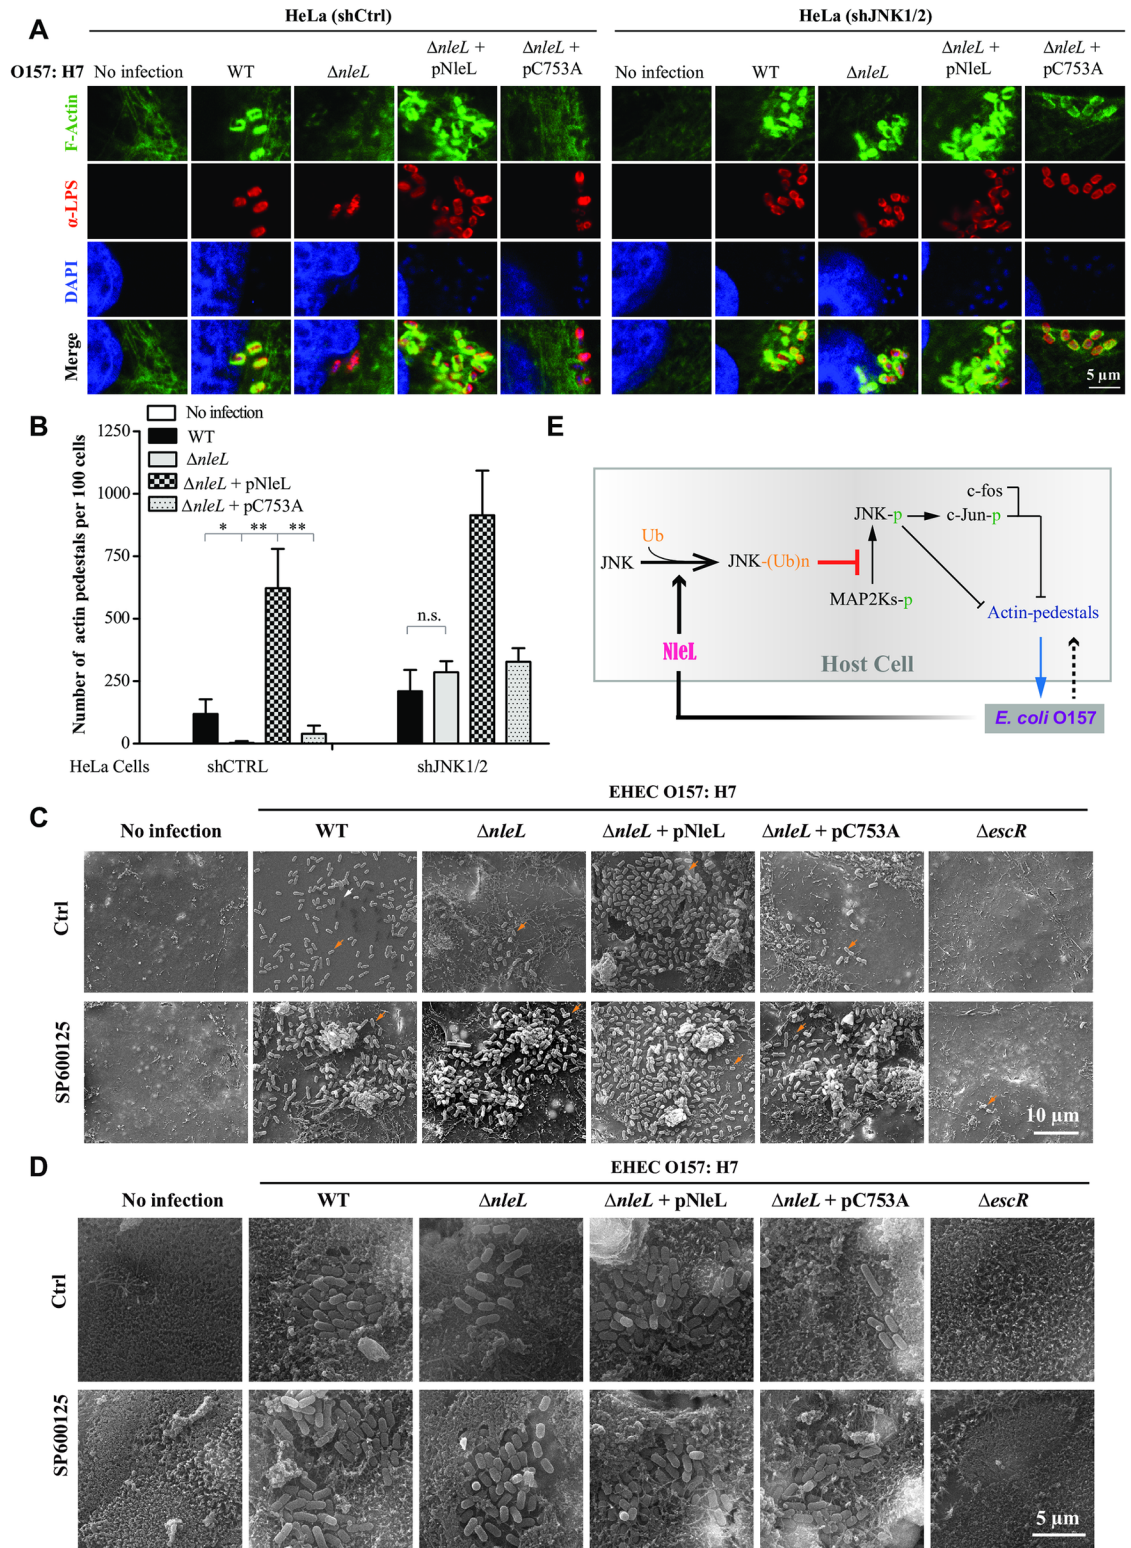 A
HeLa (shCtrl)
HeLa (shJNK1/2)
O157: H7
No infection
WT
ΔnleL
ΔnleL +
pNleL
ΔnleL +
pC753A
No infection
WT
ΔnleL
ΔnleL +
pNleL
ΔnleL +
pC753A
F-Actin
α-LPS
DAPI
Merge
5 µm
B
Number of actin pedestals per 100 cells
1250
1000
750
500
250
0
No infection
WT
ΔnleL
ΔnleL + pNleL
ΔnleL + pC753A
* ** **
n.s.
HeLa Cells
shCTRL
shJNK1/2
E
c-fos
JNK-p
c-Jun-p
Ub
JNK
JNK-(Ub)n
MAP2Ks-p
Actin-pedestals
NleL
Host Cell
E. coli O157
C
EHEC O157: H7
No infection
WT
ΔnleL
ΔnleL + pNleL
ΔnleL + pC753A
ΔescR
Ctrl
SP600125
10 µm
D
EHEC O157: H7
No infection
WT
ΔnleL
ΔnleL + pNleL
ΔnleL + pC753A
ΔescR
Ctrl
SP600125
5 µm